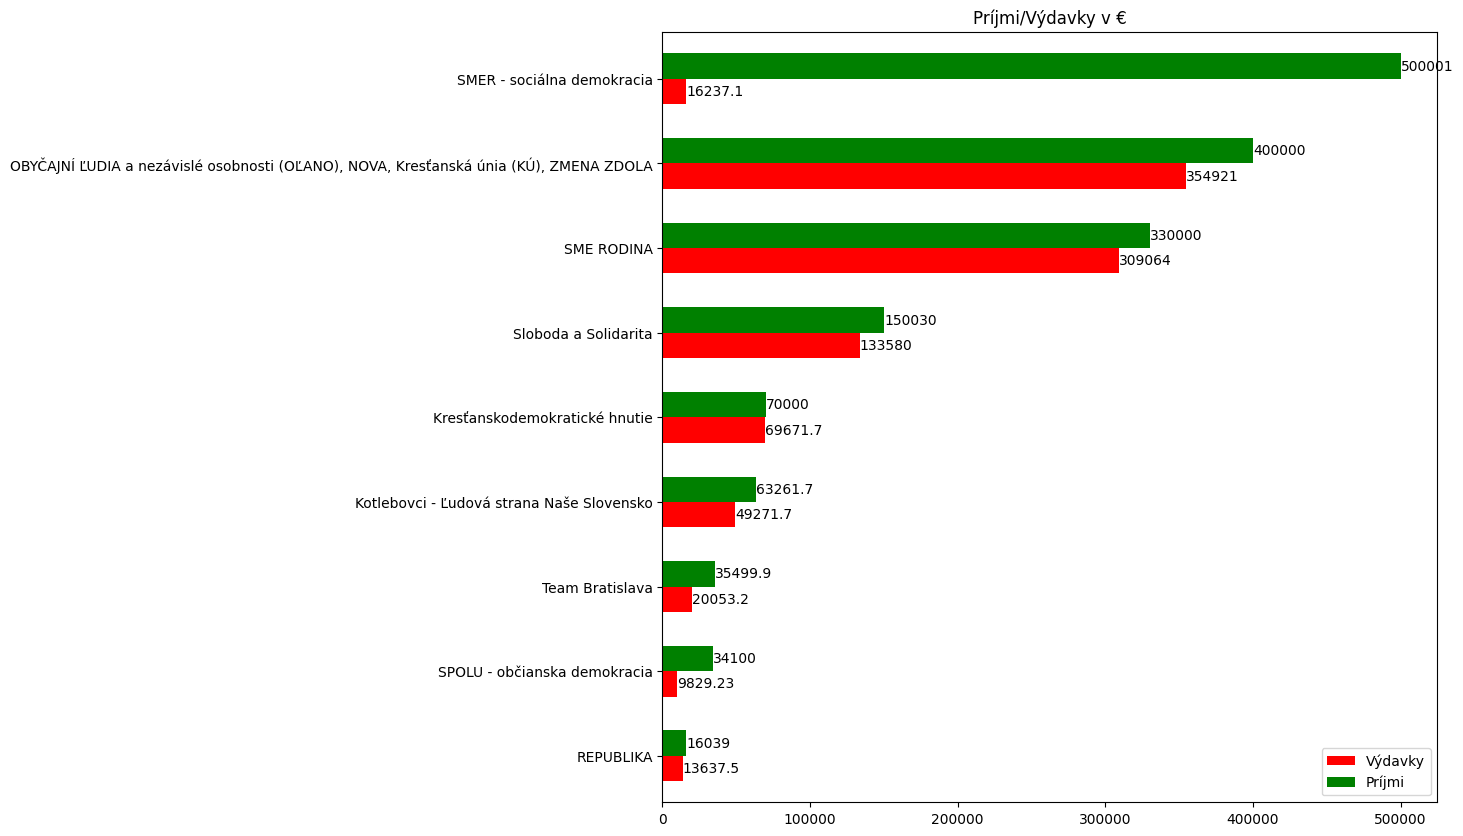 Príjmi/Výdavky v €
SMER - sociálna demokracia
500001
16237.1
OBYČAJNÍ ĽUDIA a nezávislé osobnosti (OĽANO), NOVA, Kresťanská únia (KÚ), ZMENA ZDOLA
400000
354921
SME RODINA
330000
309064
Sloboda a Solidarita
150030
133580
Kresťanskodemokratické hnutie
70000
69671.7
Kotlebovci - Ľudová strana Naše Slovensko
63261.7
49271.7
Team Bratislava
35499.9
20053.2
SPOLU - občianska demokracia
34100
9829.23
REPUBLIKA
16039
13637.5
Výdavky
Príjmi
0 100000 200000 300000 400000 500000